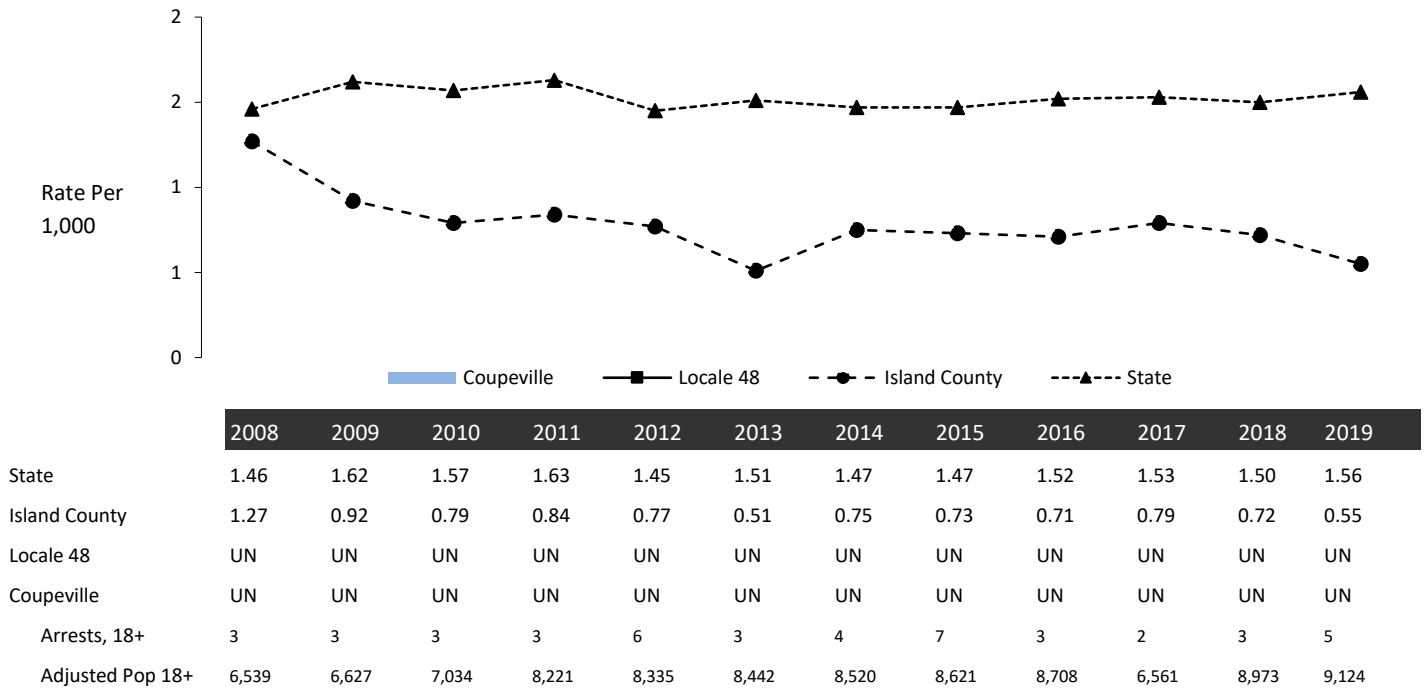 2
2
Rate Per
1,000
1
1
0
Coupeville Locale 48 Island County State
2008 2009 2010 2011 2012 2013 2014 2015 2016 2017 2018 2019
State 1.46 1.62 1.57 1.63 1.45 1.51 1.47 1.47 1.52 1.53 1.50 1.56
Island County 1.27 0.92 0.79 0.84 0.77 0.51 0.75 0.73 0.71 0.79 0.72 0.55
Locale 48 UN UN UN UN UN UN UN UN UN UN UN UN
Coupeville UN UN UN UN UN UN UN UN UN UN UN UN
Arrests, 18+ 3 3 3 3 6 3 4 7 3 2 3 5
Adjusted Pop 18+ 6,539 6,627 7,034 8,221 8,335 8,442 8,520 8,621 8,708 6,561 8,973 9,124